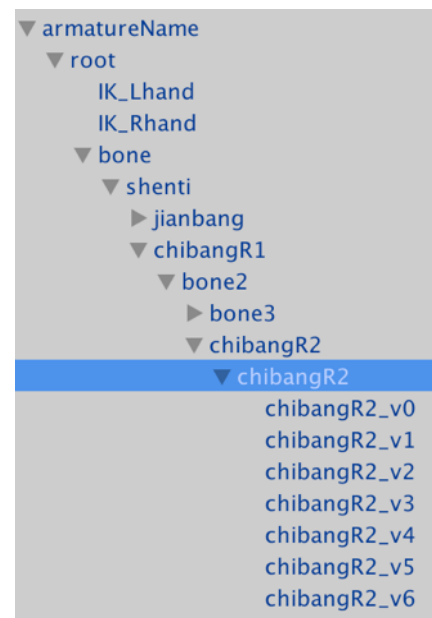 armatureName
root
IK_Lhand
IK_Rhand
bone
shenti
jianbang
chibangR1
bone2
bone3
chibangR2
chibangR2
chibangR2_v0
chibangR2_v1
chibangR2_v2
chibangR2_v3
chibangR2_v4
chibangR2_v5
chibangR2_v6